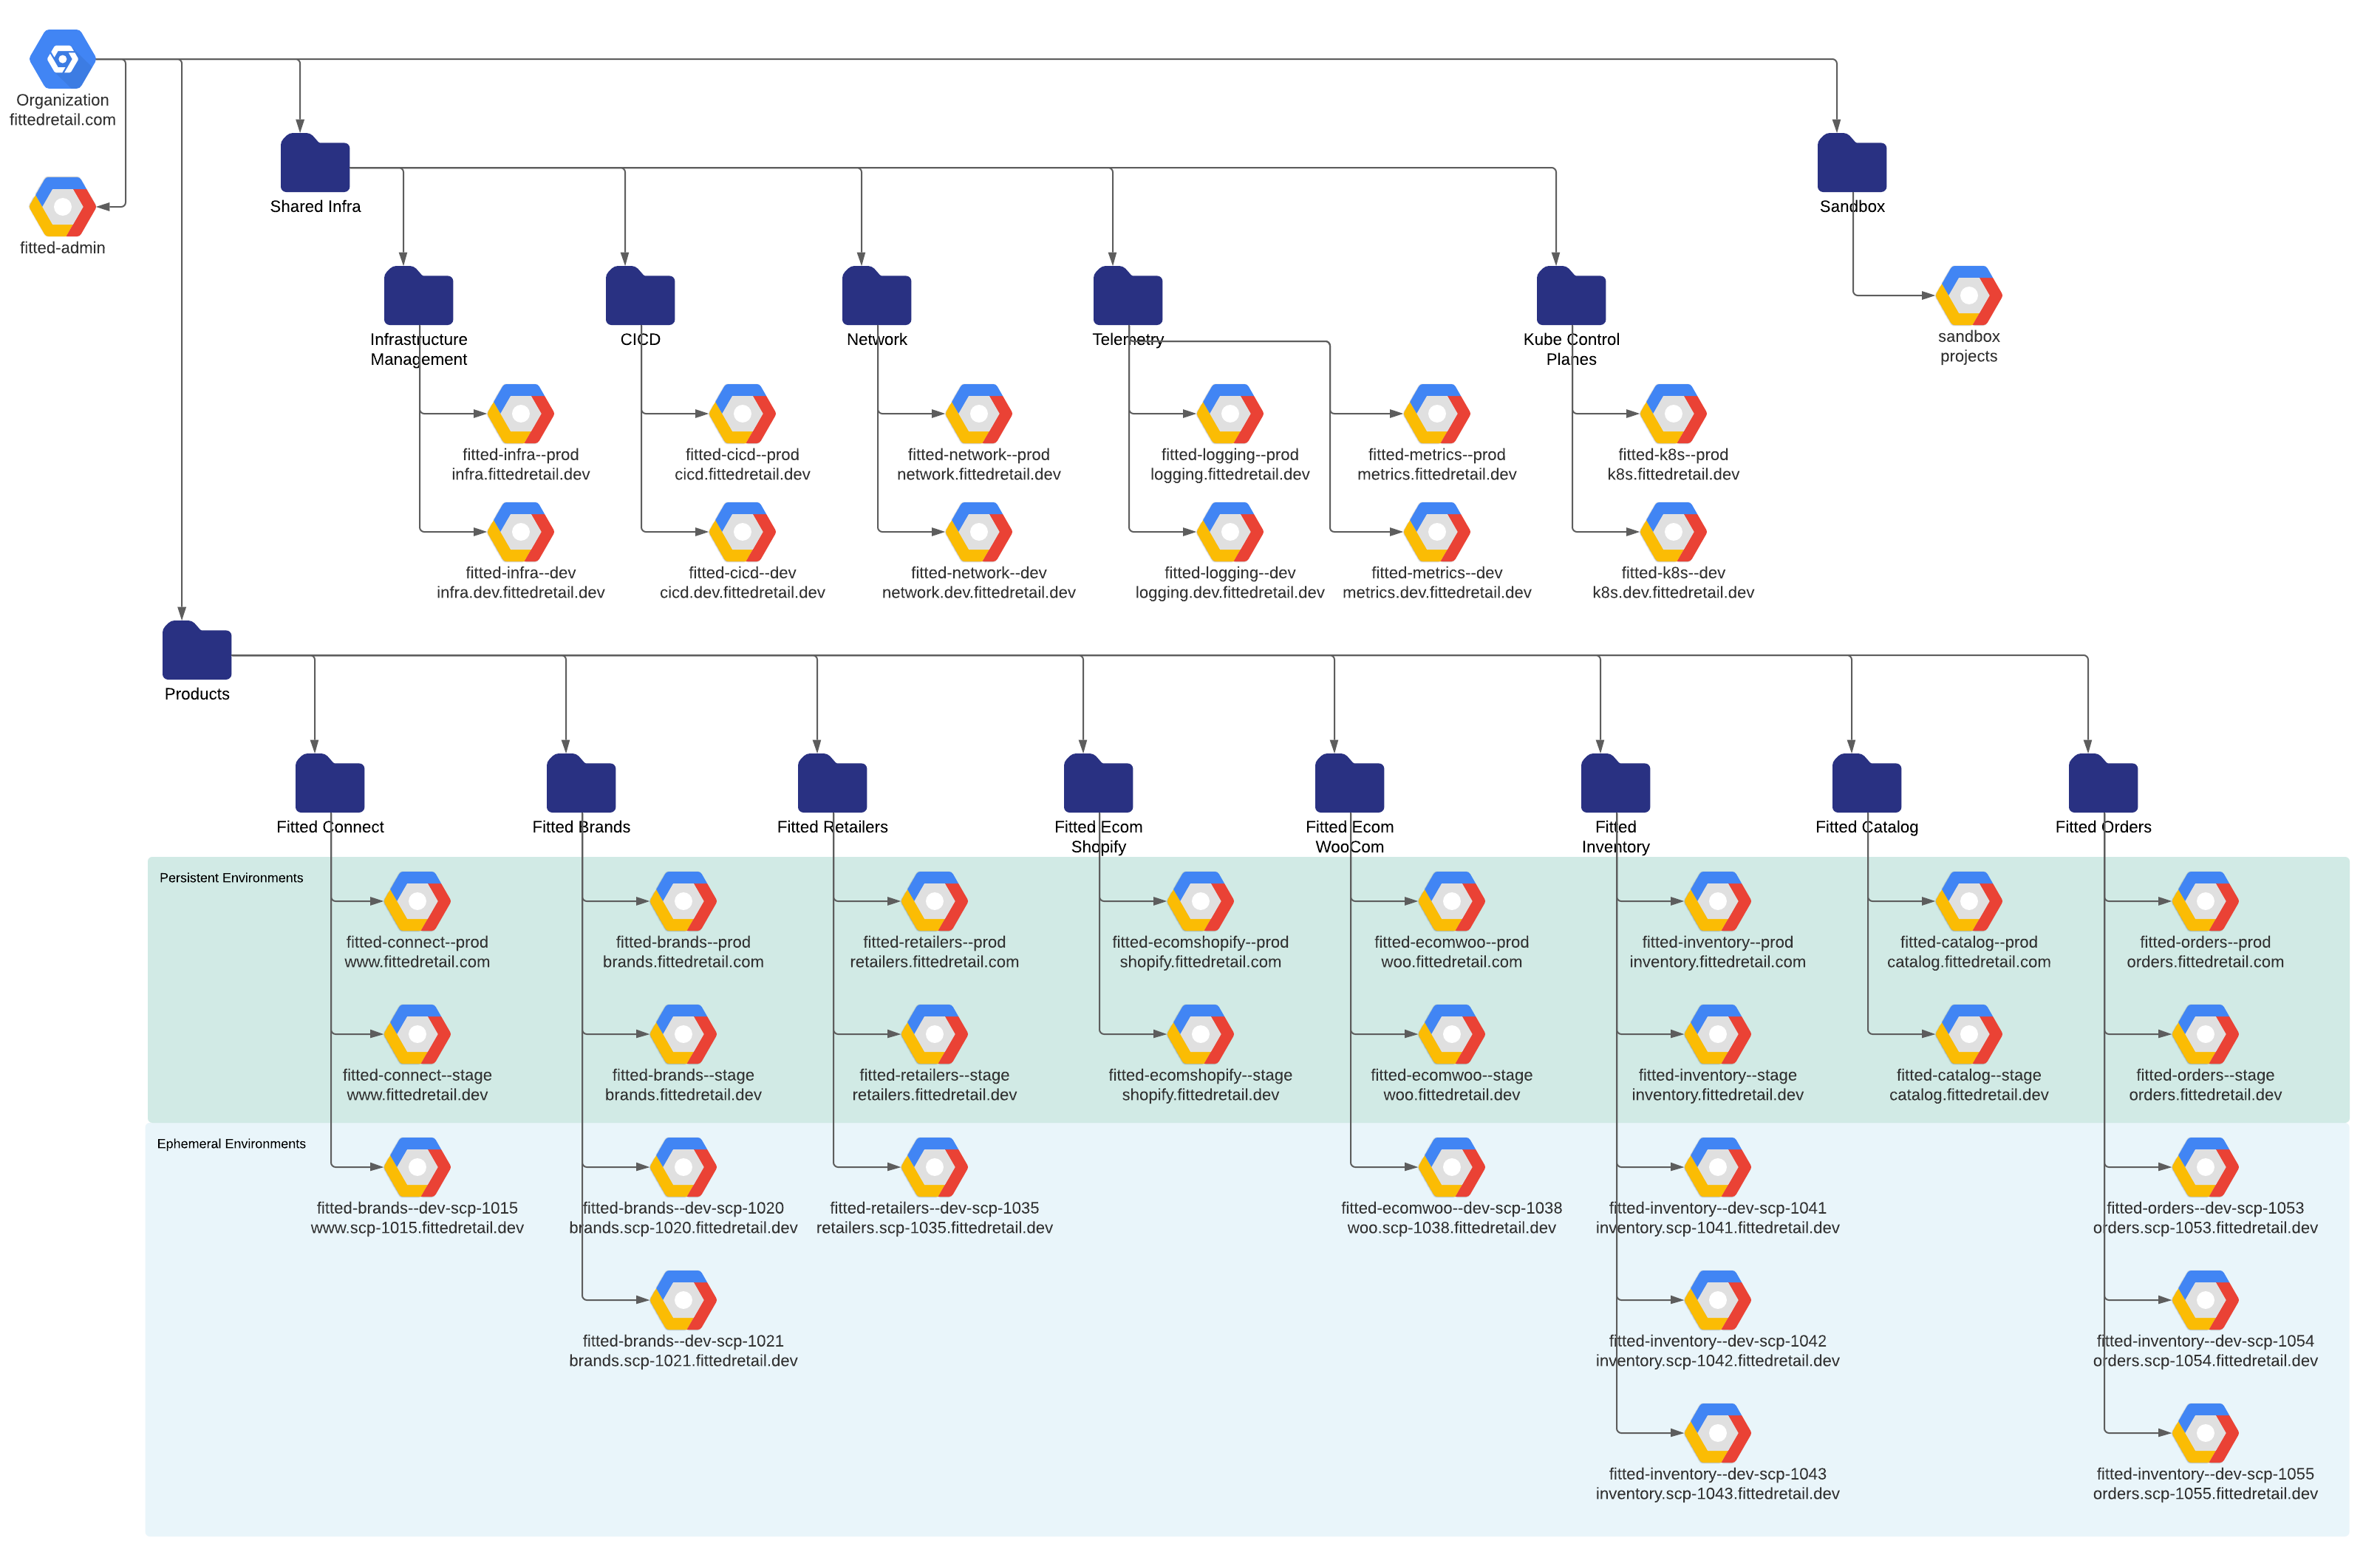 Organization
fittedretail.com
fitted-admin
Shared Infra
Sandbox
Infrastructure
Management
CICD
Network
Telemetry
Kube Control
Planes
sandbox
projects
fitted-infra--prod
infra.fittedretail.dev
fitted-cicd--prod
cicd.fittedretail.dev
fitted-network--prod
network.fittedretail.dev
fitted-logging--prod
logging.fittedretail.dev
fitted-metrics--prod
metrics.fittedretail.dev
fitted-k8s--prod
k8s.fittedretail.dev
fitted-infra--dev
infra.dev.fittedretail.dev
fitted-cicd--dev
cicd.dev.fittedretail.dev
fitted-network--dev
network.dev.fittedretail.dev
fitted-logging--dev
logging.dev.fittedretail.dev
fitted-metrics--dev
metrics.dev.fittedretail.dev
fitted-k8s--dev
k8s.dev.fittedretail.dev
Products
Fitted Connect
Fitted Brands
Fitted Retailers
Fitted Ecom
Shopify
Fitted Ecom
WooCom
Fitted
Inventory
Fitted Catalog
Fitted Orders
Persistent Environments
fitted-connect--prod
www.fittedretail.com
fitted-brands--prod
brands.fittedretail.com
fitted-retailers--prod
retailers.fittedretail.com
fitted-ecomshopify--prod
shopify.fittedretail.com
fitted-ecomwoo--prod
woo.fittedretail.com
fitted-inventory--prod
inventory.fittedretail.com
fitted-catalog--prod
catalog.fittedretail.com
fitted-orders--prod
orders.fittedretail.com
fitted-connect--stage
www.fittedretail.dev
fitted-brands--stage
brands.fittedretail.dev
fitted-retailers--stage
retailers.fittedretail.dev
fitted-ecomshopify--stage
shopify.fittedretail.dev
fitted-ecomwoo--stage
woo.fittedretail.dev
fitted-inventory--stage
inventory.fittedretail.dev
fitted-catalog--stage
catalog.fittedretail.dev
fitted-orders--stage
orders.fittedretail.dev
Ephemeral Environments
fitted-brands--dev-scp-1015
www.scp-1015.fittedretail.dev
fitted-brands--dev-scp-1020
brands.scp-1020.fittedretail.dev
fitted-retailers--dev-scp-1035
retailers.scp-1035.fittedretail.dev
fitted-ecomwoo--dev-scp-1038
woo.scp-1038.fittedretail.dev
fitted-inventory--dev-scp-1041
inventory.scp-1041.fittedretail.dev
fitted-orders--dev-scp-1053
orders.scp-1053.fittedretail.dev
fitted-brands--dev-scp-1021
brands.scp-1021.fittedretail.dev
fitted-inventory--dev-scp-1042
inventory.scp-1042.fittedretail.dev
fitted-inventory--dev-scp-1054
orders.scp-1054.fittedretail.dev
fitted-inventory--dev-scp-1043
inventory.scp-1043.fittedretail.dev
fitted-inventory--dev-scp-1055
orders.scp-1055.fittedretail.dev